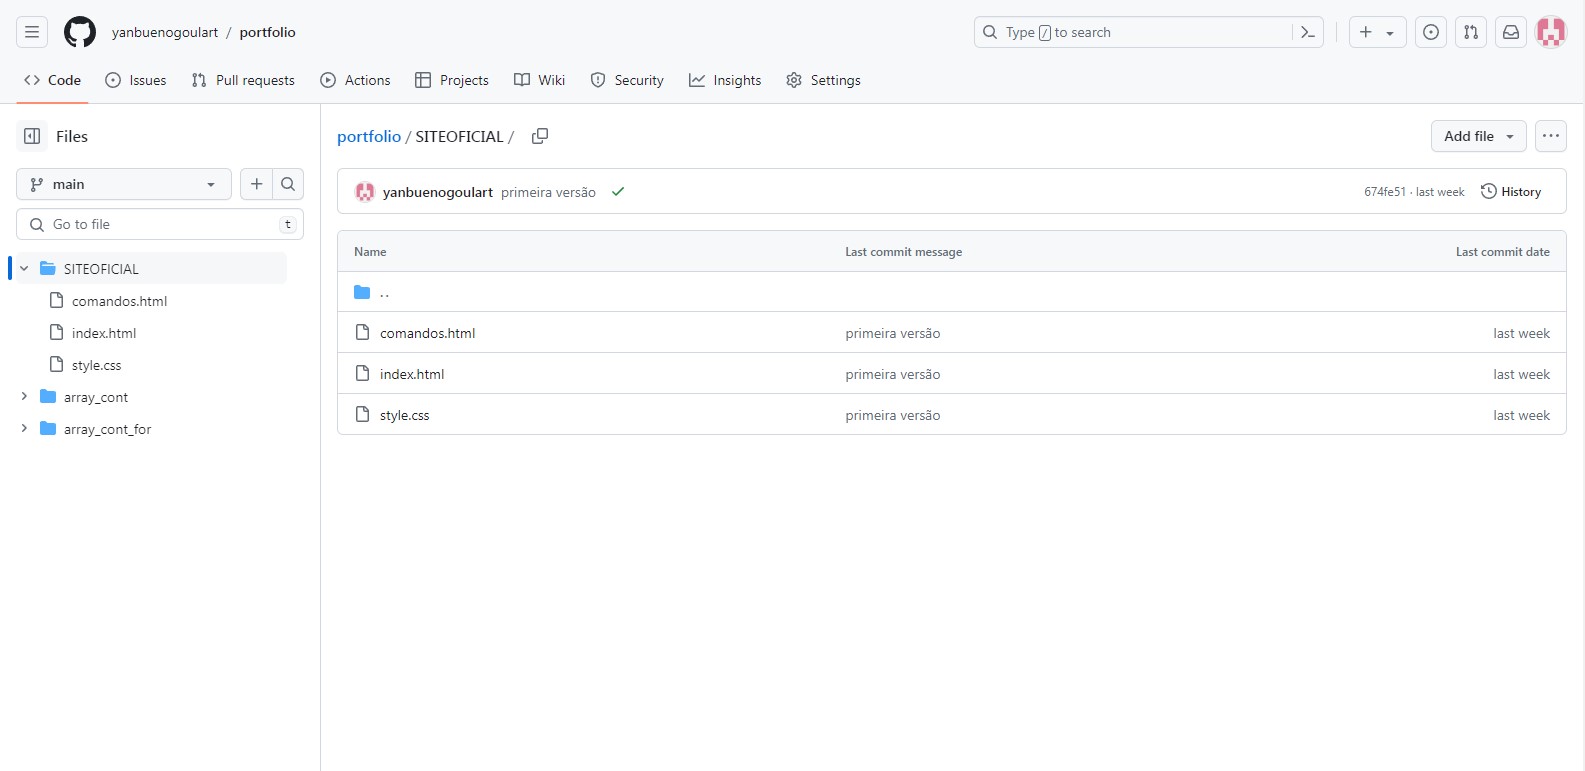 yanbuenogoulart / portfolio
Type / to search
Code Issues Pull requests Actions Projects Wiki Security Insights Settings
Files
portfolio / SITEOFICIAL /
Add file
main
yanbuenogoulart primeira versão
674fe51 · last week
History
Go to file
t
Name Last commit message Last commit date
SITEOFICIAL
..
comandos.html
index.html
style.css
array_cont
array_cont_for
comandos.html primeira versão last week
index.html primeira versão last week
style.css primeira versão last week